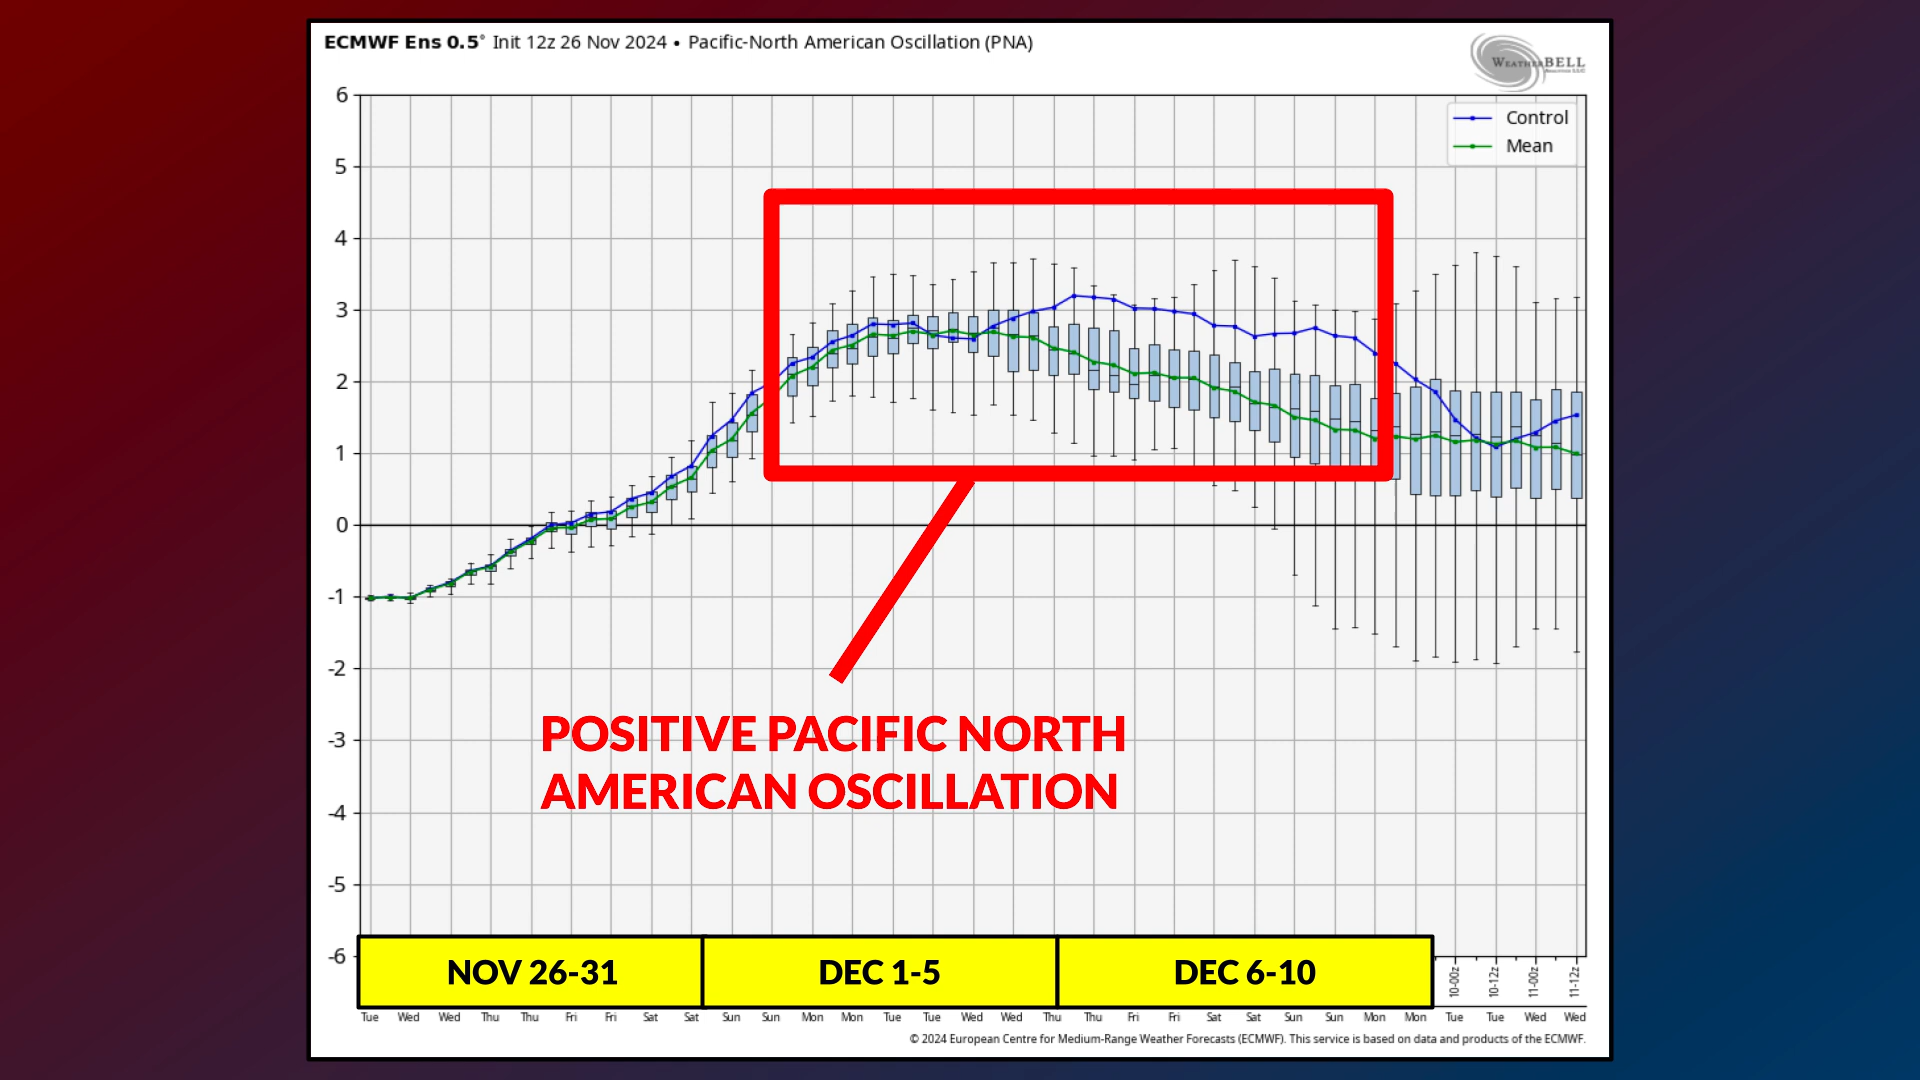 ECMWF Ens 0.5° Init 12z 26 Nov 2024 • Pacific-North American Oscillation (PNA)
WEATHERBELL
Control
Mean
6
5
4
3
2
1
0
-1
-2
-3
-4
-5
-6
POSITIVE PACIFIC NORTH
AMERICAN OSCILLATION
NOV 26-31 DEC 1-5 DEC 6-10
10-00z 10-12z 11-00z 11-12z
Tue Wed Wed Thu Thu Fri Fri Sat Sat Sun Sun Mon Mon Tue Tue Wed Wed Thu Thu Fri Fri Sat Sat Sun Sun Mon Mon Tue Tue Wed Wed
© 2024 European Centre for Medium-Range Weather Forecasts (ECMWF). This service is based on data and products of the ECMWF.